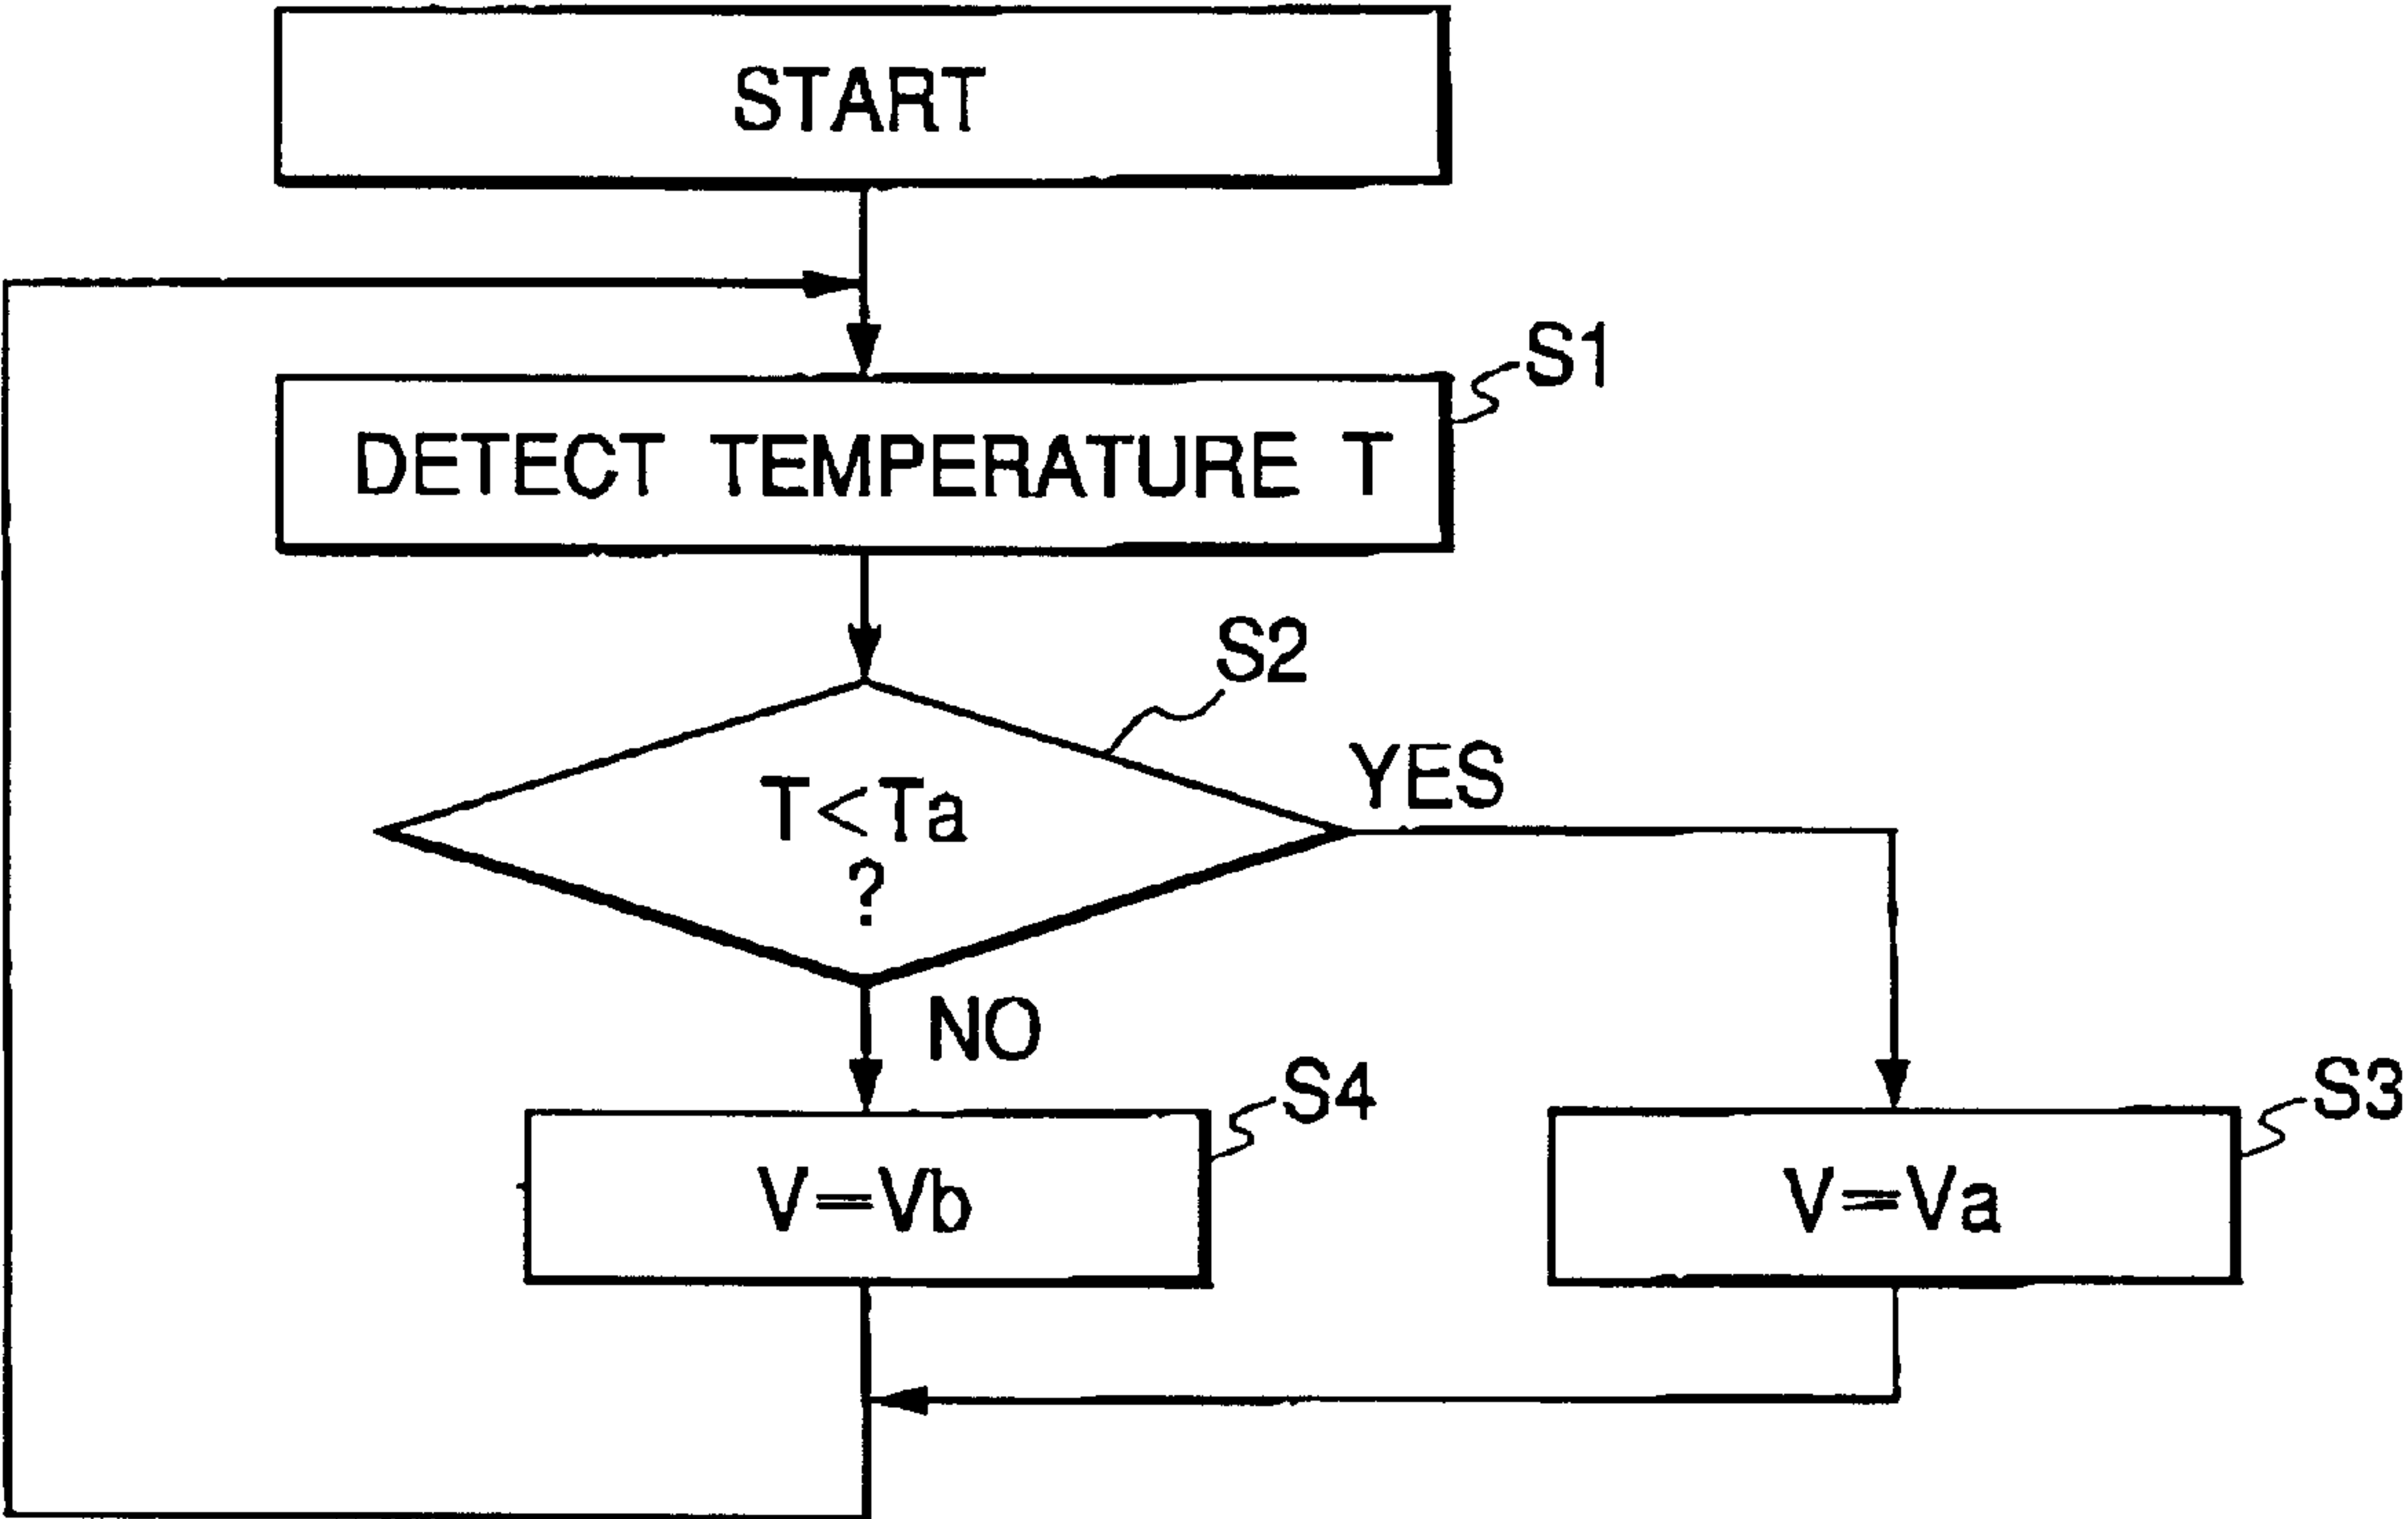 START
S1
DETECT TEMPERATURE T
S2
T<Ta
?
YES
NO
S4
S3
V=Vb
V=Va